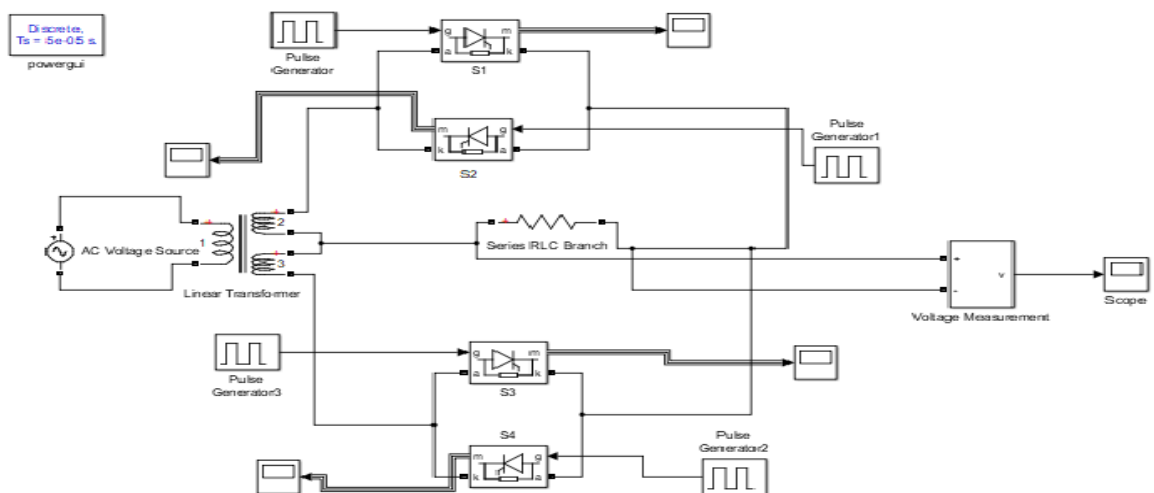 Discrete,
Ts = 5e-05 s.
powergui
Pulse
Generator
g
m
a
k
S1
m
g
k
a
S2
Pulse
Generator1
+
AC Voltage Source
+
1
+
2
+
3
Linear Transformer
+
Series RLC Branch
+
-
v
Voltage Measurement
Scope
Pulse
Generator3
g
m
a
k
S3
S4
m
g
k
a
Pulse
Generator2